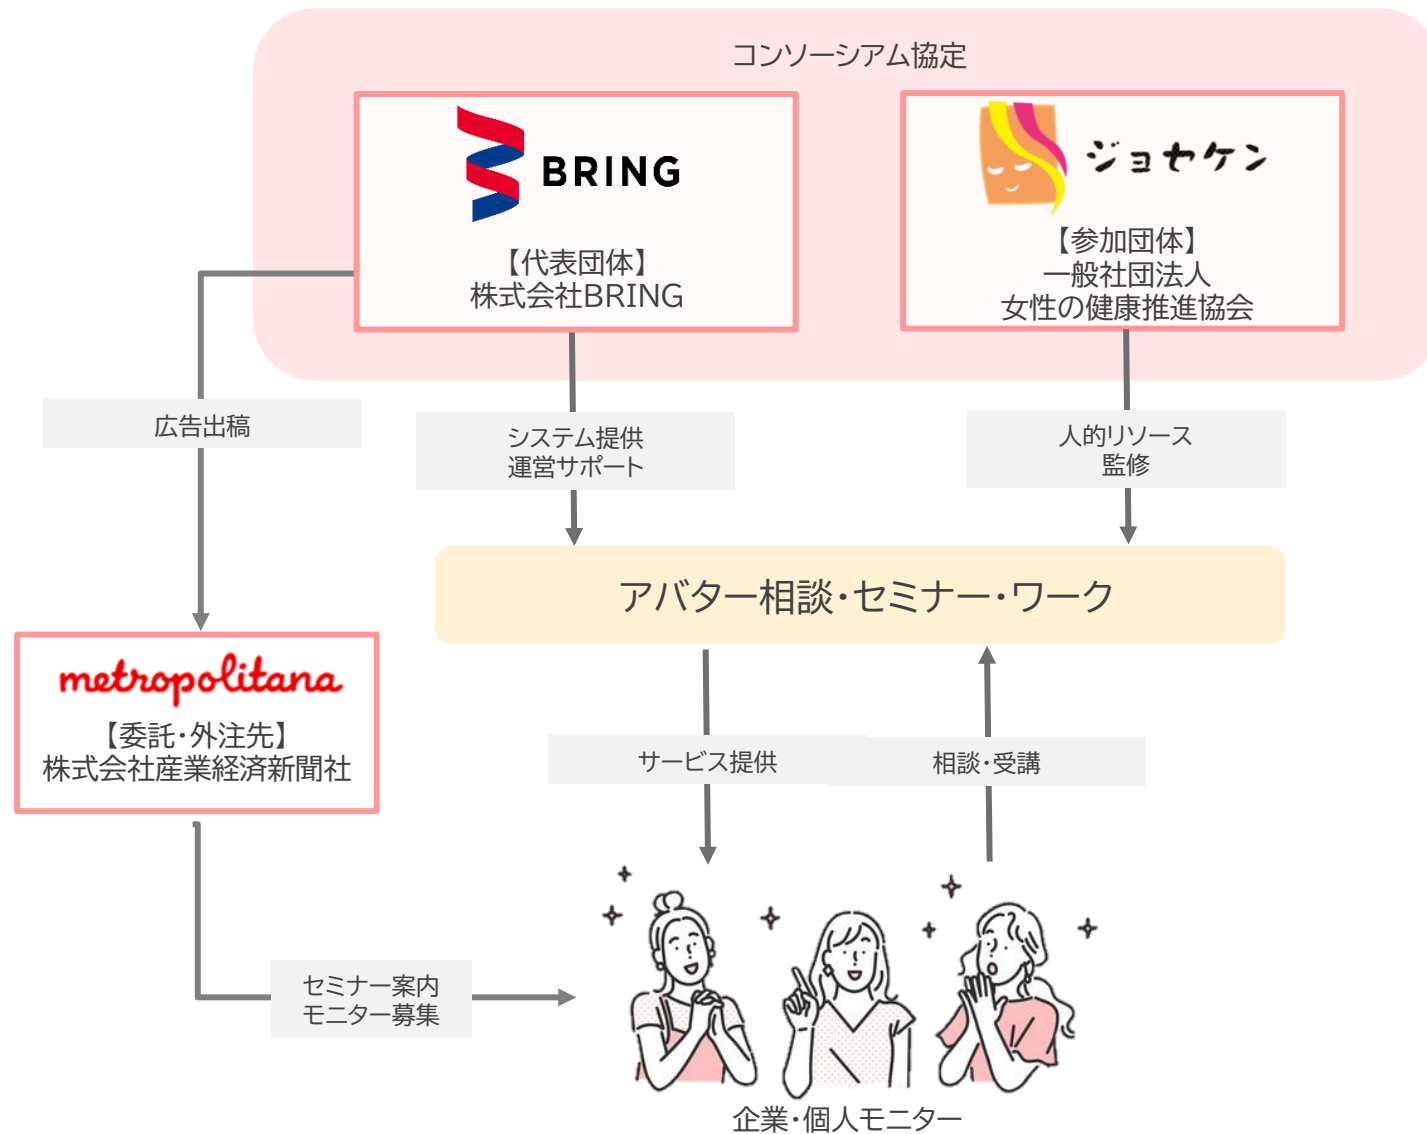 コンソーシアム協定
BRING
【代表団体】
株式会社BRING
ジョセケン
【参加団体】
一般社団法人
女性の健康推進協会
広告出稿
システム提供
運営サポート
人的リソース
監修
アバター相談・セミナー・ワーク
metropolitana
【委託・外注先】
株式会社産業経済新聞社
サービス提供
相談・受講
セミナー案内
モニター募集
企業・個人モニター